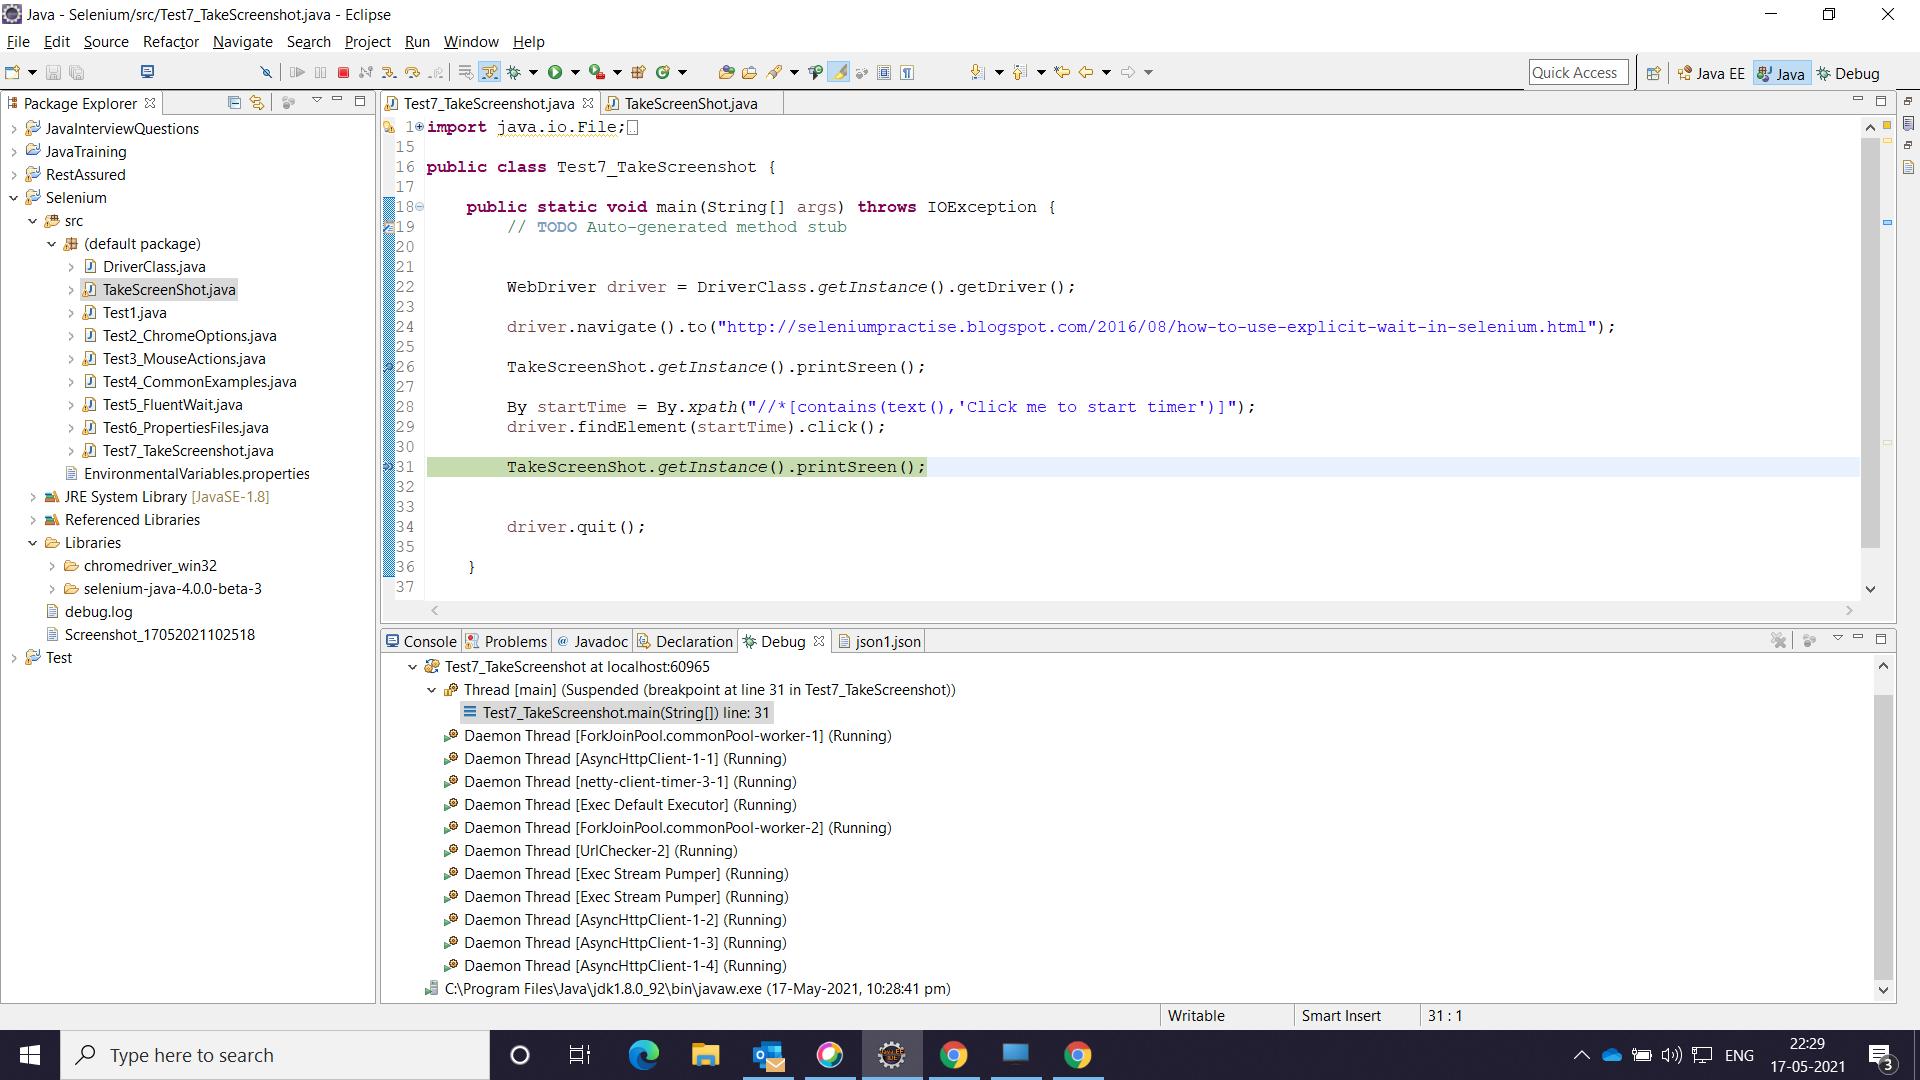 Java - Selenium/src/Test7_TakeScreenshot.java - Eclipse
File Edit Source Refactor Navigate Search Project Run Window Help
Quick Access Java EE Java Debug
Package Explorer
JavaInterviewQuestions
JavaTraining
RestAssured
Selenium
src
(default package)
DriverClass.java
TakeScreenShot.java
Test1.java
Test2_ChromeOptions.java
Test3_MouseActions.java
Test4_CommonExamples.java
Test5_FluentWait.java
Test6_PropertiesFiles.java
Test7_TakeScreenshot.java
EnvironmentalVariables.properties
JRE System Library [JavaSE-1.8]
Referenced Libraries
Libraries
chromedriver_win32
selenium-java-4.0.0-beta-3
debug.log
Screenshot_17052021102518
Test
Test7_TakeScreenshot.java TakeScreenShot.java
1 import java.io.File;
15
16 public class Test7_TakeScreenshot {
17
18 public static void main(String[] args) throws IOException {
19 // TODO Auto-generated method stub
20
21
22 WebDriver driver = DriverClass.getInstance().getDriver();
23
24 driver.navigate().to("http://seleniumpractise.blogspot.com/2016/08/how-to-use-explicit-wait-in-selenium.html");
25
26 TakeScreenShot.getInstance().printSreen();
27
28 By startTime = By.xpath("//*[contains(text(),'Click me to start timer')]");
29 driver.findElement(startTime).click();
30
31 TakeScreenShot.getInstance().printSreen();
32
33
34 driver.quit();
35
36 }
37
Console Problems @ Javadoc Declaration Debug json1.json
Test7_TakeScreenshot at localhost:60965
Thread [main] (Suspended (breakpoint at line 31 in Test7_TakeScreenshot))
Test7_TakeScreenshot.main(String[]) line: 31
Daemon Thread [ForkJoinPool.commonPool-worker-1] (Running)
Daemon Thread [AsyncHttpClient-1-1] (Running)
Daemon Thread [netty-client-timer-3-1] (Running)
Daemon Thread [Exec Default Executor] (Running)
Daemon Thread [ForkJoinPool.commonPool-worker-2] (Running)
Daemon Thread [UrlChecker-2] (Running)
Daemon Thread [Exec Stream Pumper] (Running)
Daemon Thread [Exec Stream Pumper] (Running)
Daemon Thread [AsyncHttpClient-1-2] (Running)
Daemon Thread [AsyncHttpClient-1-3] (Running)
Daemon Thread [AsyncHttpClient-1-4] (Running)
C:\Program Files\Java\jdk1.8.0_92\bin\javaw.exe (17-May-2021, 10:28:41 pm)
Writable Smart Insert 31 : 1
Type here to search
ENG
22:29
17-05-2021
3